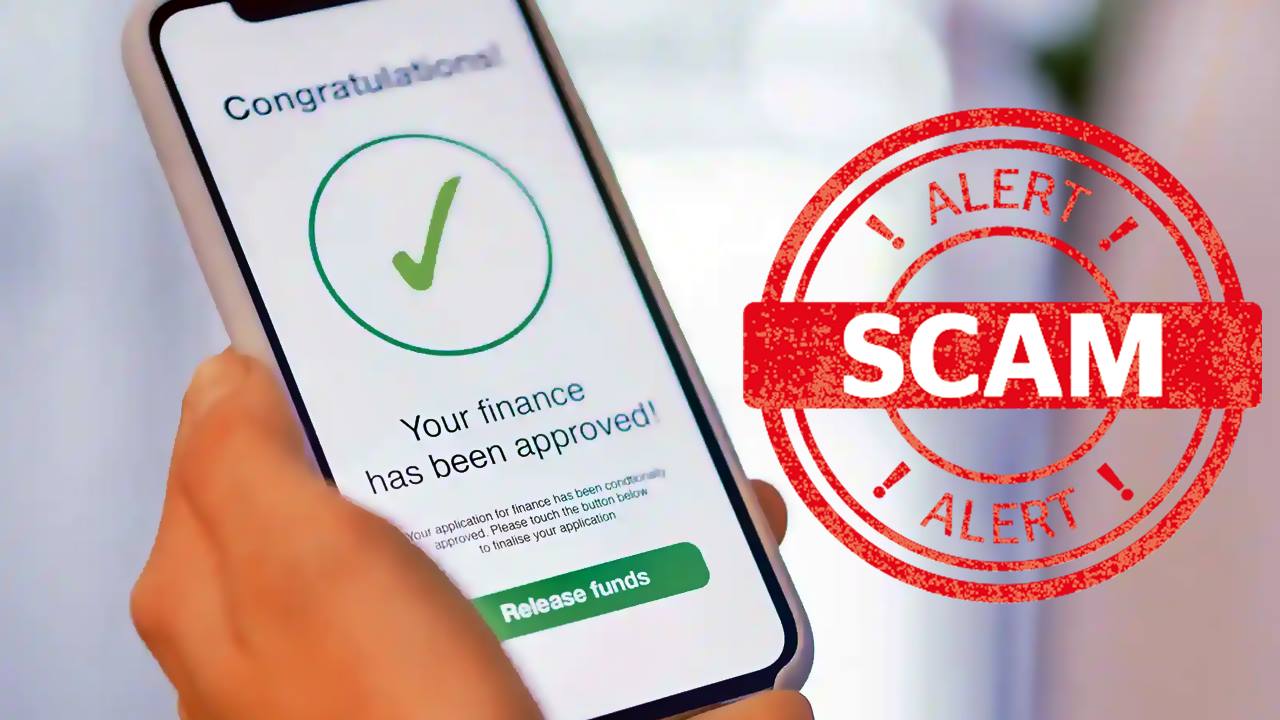 Congratulations!
Your finance
has been approved!
Your application for finance has been condtionally
approved. Please touch the button below
to finalise your application
Release funds
! ALERT !
SCAM
! ALERT !